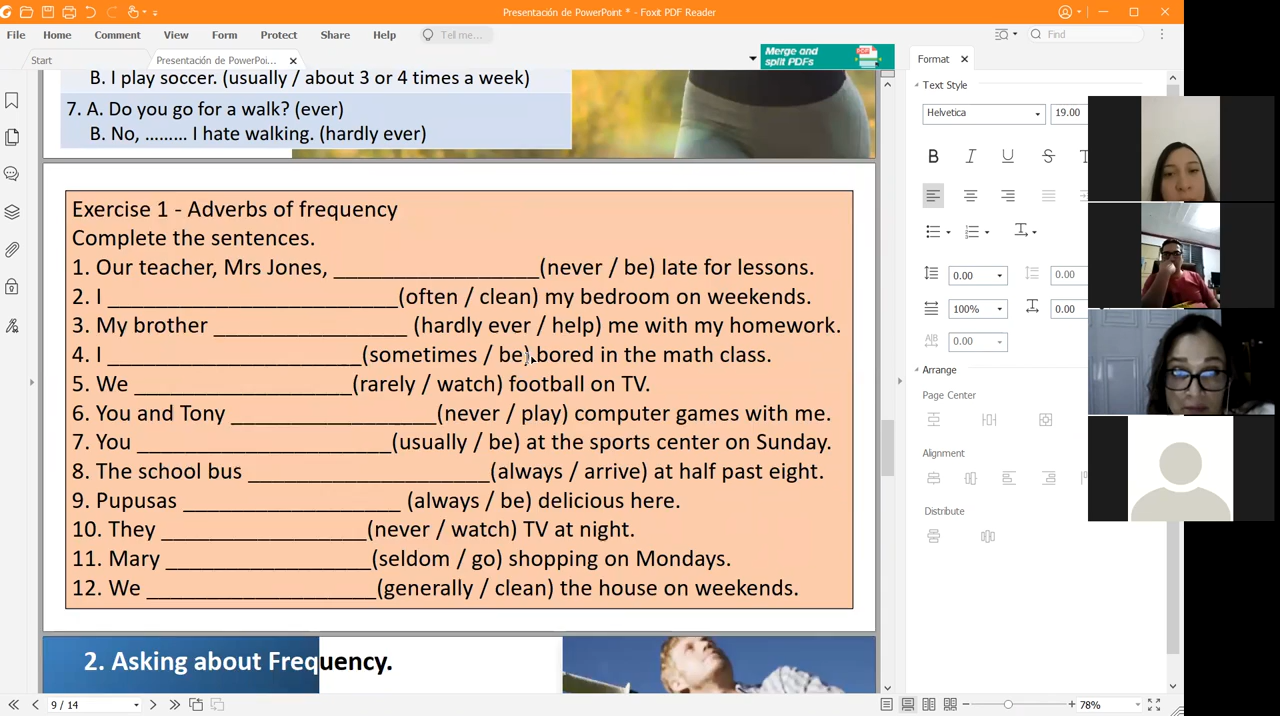 Presentación de PowerPoint * - Foxit PDF Reader
File Home Comment View Form Protect Share Help Tell me... Find
Start Presentación de PowerPo... Merge and split PDFs Format
B. I play soccer. (usually / about 3 or 4 times a week)
7. A. Do you go for a walk? (ever)
B. No, ......... I hate walking. (hardly ever)
Exercise 1 - Adverbs of frequency
Complete the sentences.
1. Our teacher, Mrs Jones, _________________(never / be) late for lessons.
2. I ________________________(often / clean) my bedroom on weekends.
3. My brother ________________ (hardly ever / help) me with my homework.
4. I _____________________(sometimes / be) bored in the math class.
5. We __________________(rarely / watch) football on TV.
6. You and Tony _________________(never / play) computer games with me.
7. You _____________________(usually / be) at the sports center on Sunday.
8. The school bus ____________________(always / arrive) at half past eight.
9. Pupusas __________________ (always / be) delicious here.
10. They _________________(never / watch) TV at night.
11. Mary _________________(seldom / go) shopping on Mondays.
12. We ___________________(generally / clean) the house on weekends.
2. Asking about Frequency.
Text Style
Helvetica 19.00
B I U S T
0.00 0.00
100% 0.00
0.00
Arrange
Page Center
Alignment
Distribute
9 / 14
78%